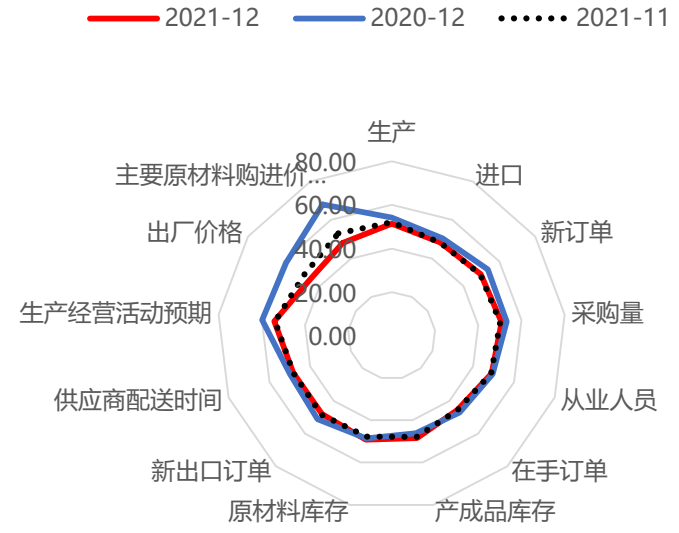 2021-12 2020-12 2021-11
生产
80.00
主要原材料购进价...
进口
60.00
出厂价格
新订单
40.00
20.00
生产经营活动预期
采购量
0.00
供应商配送时间
从业人员
新出口订单
在手订单
原材料库存
产成品库存